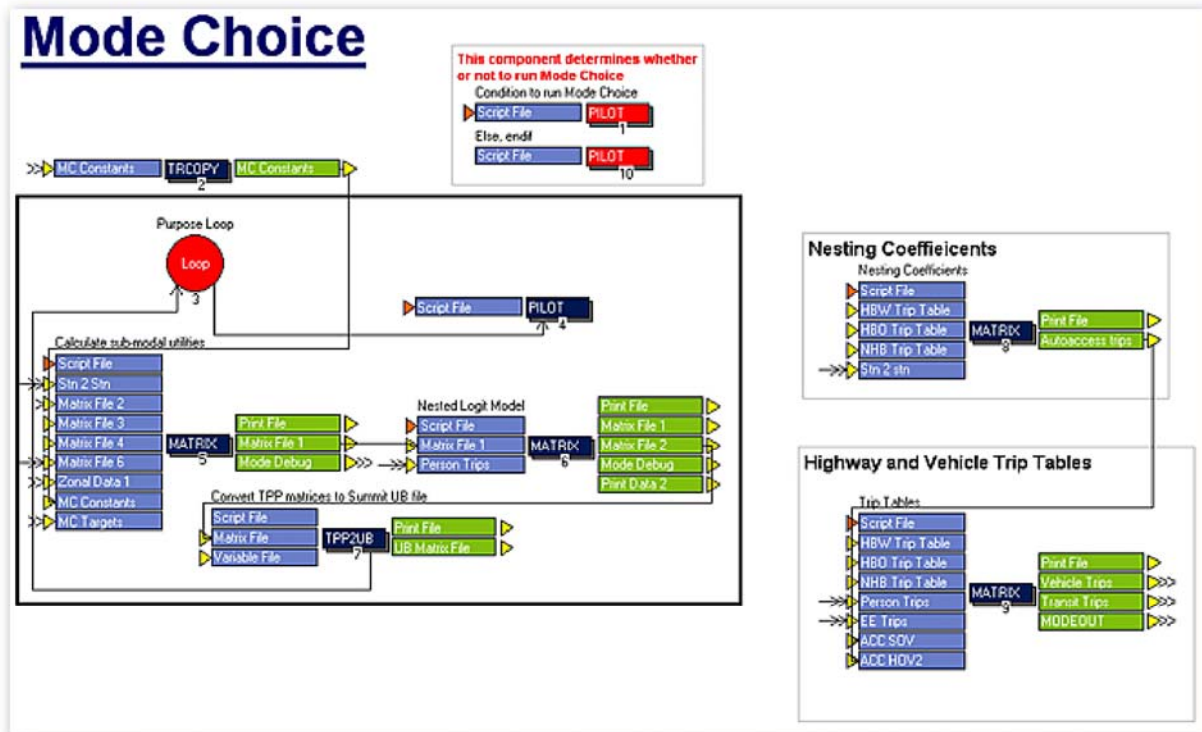 Mode Choice
This component determines whether
or not to run Mode Choice
Condition to run Mode Choice
Script File PILOT
1
Else, endif
Script File PILOT
10
MC Constants TRCOPY MC Constants
2
Purpose Loop
Loop
3
Script File PILOT
4
Calculate sub-modal utilities
Script File
Stn 2 Stn
Matrix File 2
Matrix File 3
Matrix File 4
Matrix File 6
Zonal Data 1
MC Constants
MC Targets
MATRIX
5
Print File
Matrix File 1
Mode Debug
Nested Logit Model
Script File
Matrix File 1
Person Trips
MATRIX
6
Print File
Matrix File 1
Matrix File 2
Mode Debug
Print Data 2
Convert TPP matrices to Summit UB file
Script File
Matrix File
Variable File
TPP2UB
7
Print File
UB Matrix File
Nesting Coeffieicents
Nesting Coefficients
Script File
HBW Trip Table
HBO Trip Table
NHB Trip Table
Stn 2 stn
MATRIX
8
Print File
Autoaccess trips
Highway and Vehicle Trip Tables
Trip Tables
Script File
HBW Trip Table
HBO Trip Table
NHB Trip Table
Person Trips
EE Trips
ACC SOV
ACC HOV2
MATRIX
9
Print File
Vehicle Trips
Transit Trips
MODEOUT